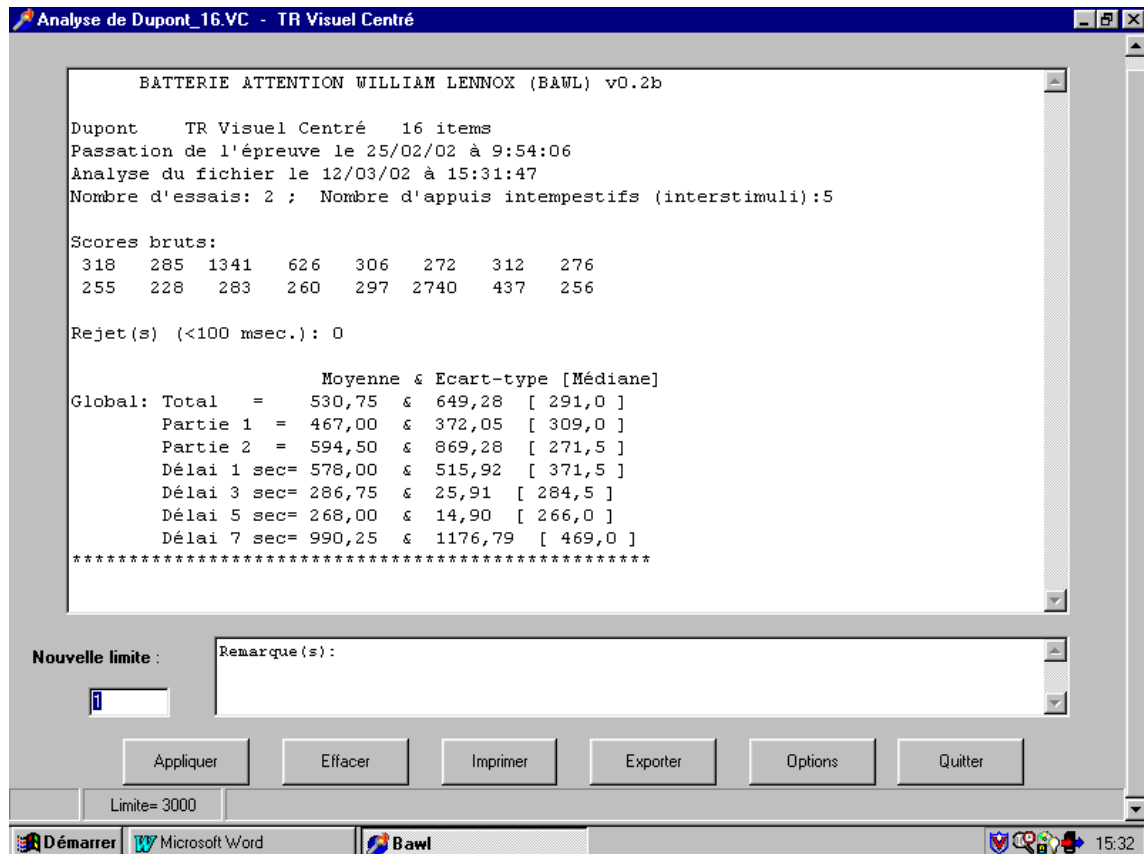 Analyse de Dupont_16.VC - TR Visuel Centré
BATTERIE ATTENTION WILLIAM LENNOX (BAWL) v0.2b
Dupont TR Visuel Centré 16 items
Passation de l'épreuve le 25/02/02 à 9:54:06
Analyse du fichier le 12/03/02 à 15:31:47
Nombre d'essais: 2 ; Nombre d'appuis intempestifs (interstimuli):5
Scores bruts:
318 285 1341 626 306 272 312 276
255 228 283 260 297 2740 437 256
Rejet(s) (<100 msec.): 0
Moyenne & Ecart-type [Médiane]
Global: Total = 530,75 & 649,28 [ 291,0 ]
Partie 1 = 467,00 & 372,05 [ 309,0 ]
Partie 2 = 594,50 & 869,28 [ 271,5 ]
Délai 1 sec= 578,00 & 515,92 [ 371,5 ]
Délai 3 sec= 286,75 & 25,91 [ 284,5 ]
Délai 5 sec= 268,00 & 14,90 [ 266,0 ]
Délai 7 sec= 990,25 & 1176,79 [ 469,0 ]
***************************************************
Nouvelle limite :
Remarque(s):
1
Appliquer Effacer Imprimer Exporter Options Quitter
Limite= 3000
Démarrer Microsoft Word Bawl 15:32